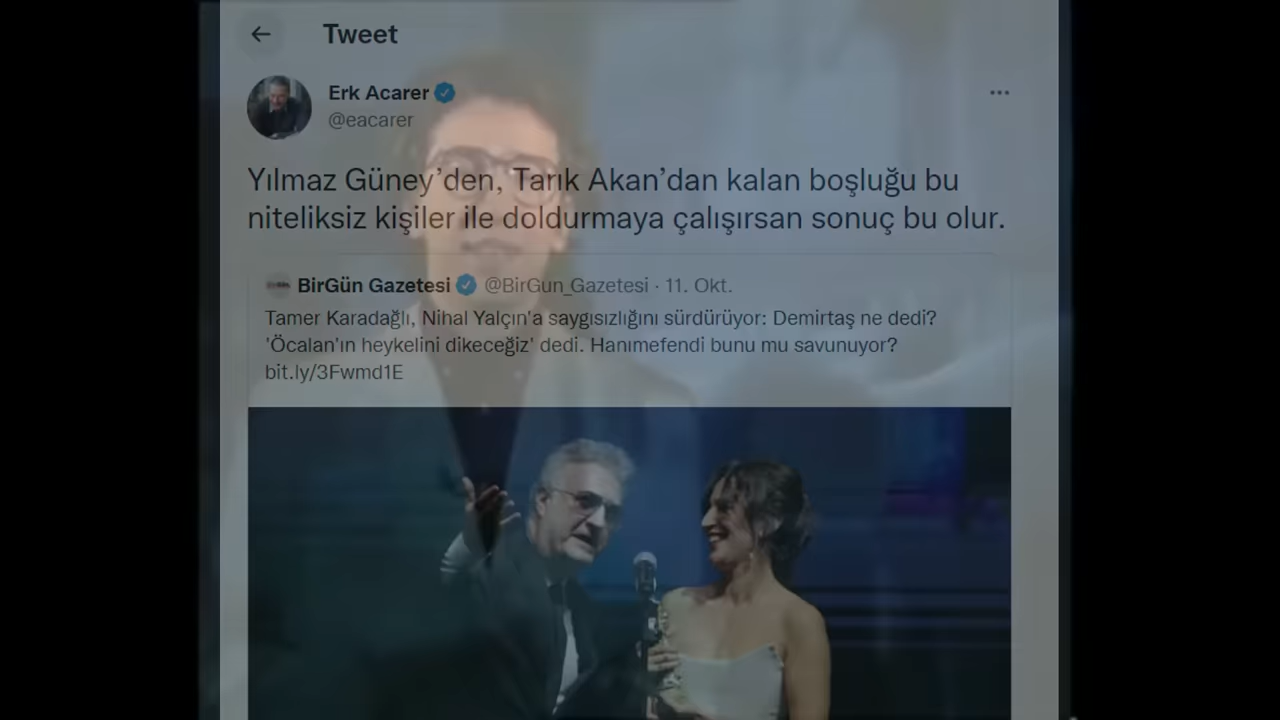 Tweet
Erk Acarer
@eacarer
Yılmaz Güney’den, Tarık Akan’dan kalan boşluğu bu
niteliksiz kişiler ile doldurmaya çalışırsan sonuç bu olur.
BirGün Gazetesi @BirGun_Gazetesi · 11. Okt.
Tamer Karadağlı, Nihal Yalçın'a saygısızlığını sürdürüyor: Demirtaş ne dedi?
'Öcalan'ın heykelini dikeceğiz' dedi. Hanımefendi bunu mu savunuyor?
bit.ly/3Fwmd1E